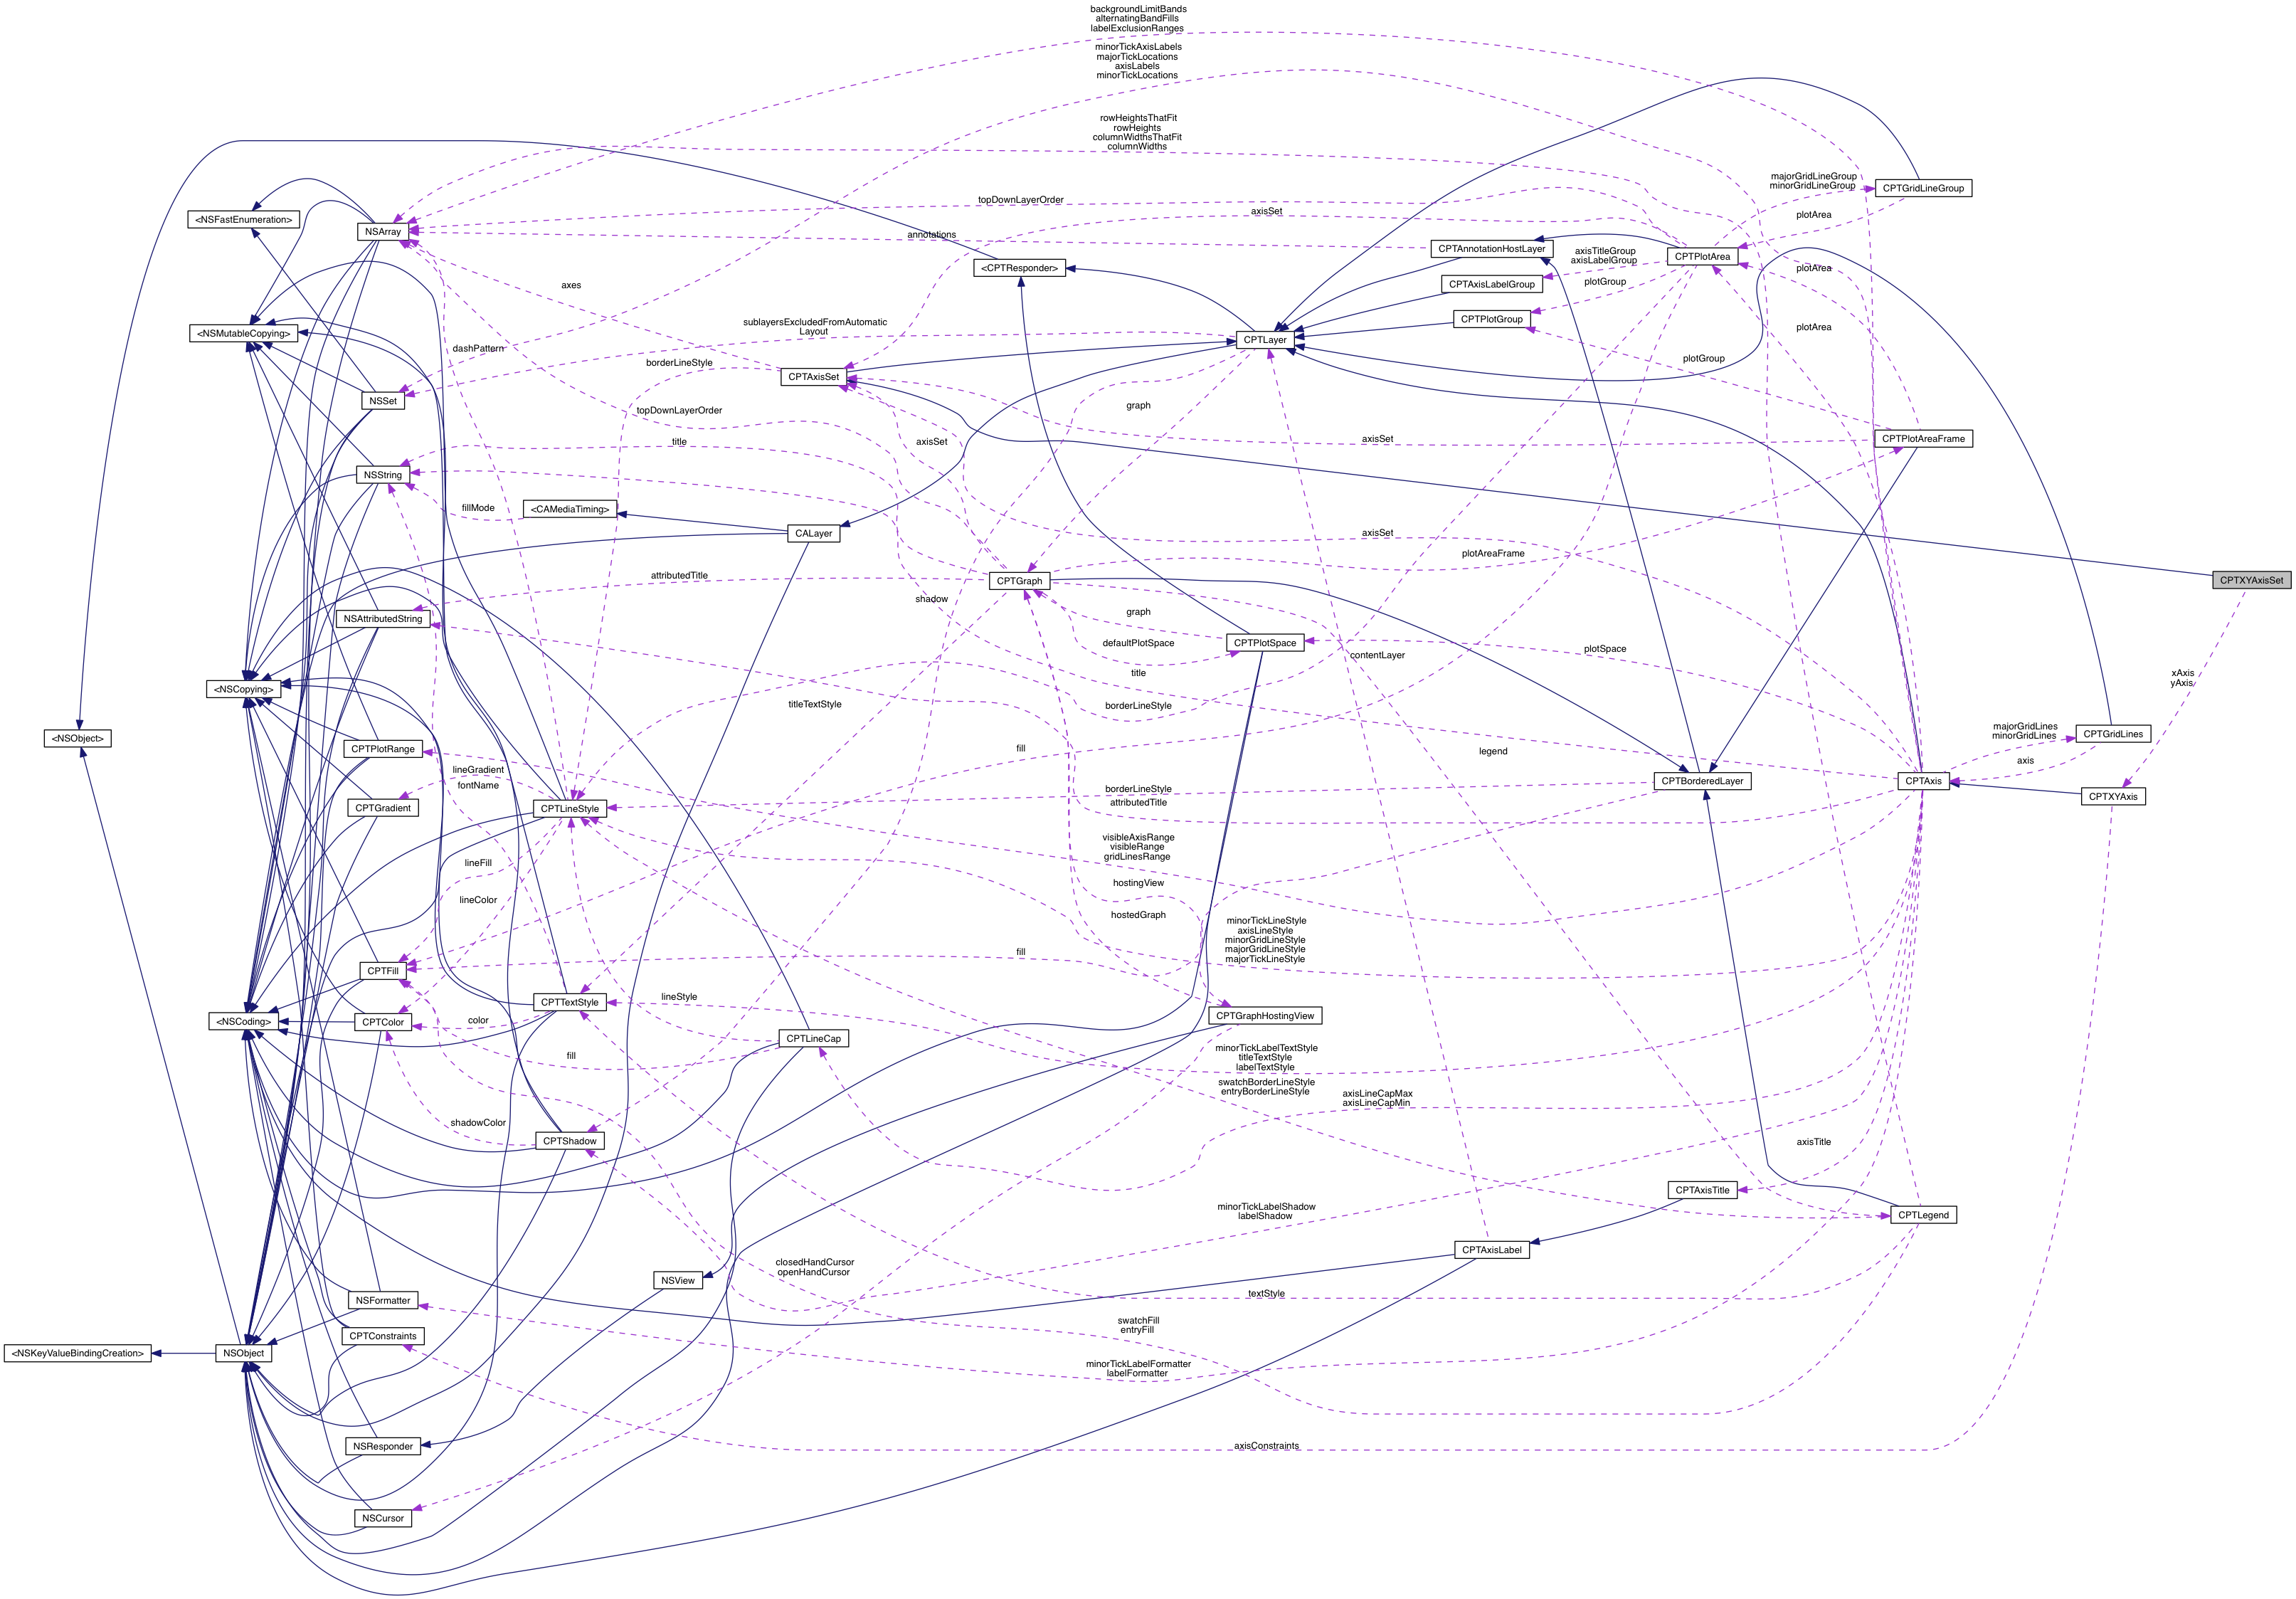 backgroundLimitBands
alternatingBandFills
labelExclusionRanges
minorTickAxisLabels
majorTickLocations
axisLabels
minorTickLocations
rowHeightsThatFit
rowHeights
columnWidthsThatFit
columnWidths
majorGridLineGroup
minorGridLineGroup
CPTGridLineGroup
topDownLayerOrder
axisSet
plotArea
<NSFastEnumeration>
NSArray
annotations
CPTAnnotationHostLayer
axisTitleGroup
axisLabelGroup
CPTPlotArea
<CPTResponder>
plotArea
CPTAxisLabelGroup
plotGroup
axes
CPTPlotGroup
sublayersExcludedFromAutomatic
Layout
plotArea
<NSMutableCopying>
CPTLayer
dashPattern
borderLineStyle
plotGroup
CPTAxisSet
NSSet
graph
topDownLayerOrder
title
axisSet
axisSet
CPTPlotAreaFrame
NSString
fillMode
<CAMediaTiming>
CALayer
axisSet
plotAreaFrame
attributedTitle
CPTGraph
CPTXYAxisSet
shadow
graph
NSAttributedString
defaultPlotSpace
CPTPlotSpace
contentLayer
plotSpace
title
xAxis
yAxis
<NSCopying>
titleTextStyle
borderLineStyle
majorGridLines
minorGridLines
CPTGridLines
<NSObject>
CPTPlotRange
fill
legend
axis
lineGradient
fontName
CPTBorderedLayer
CPTAxis
borderLineStyle
attributedTitle
CPTXYAxis
CPTGradient
CPTLineStyle
visibleAxisRange
visibleRange
gridLinesRange
lineFill
hostingView
lineColor
hostedGraph
minorTickLineStyle
axisLineStyle
minorGridLineStyle
majorGridLineStyle
majorTickLineStyle
fill
CPTFill
lineStyle
CPTTextStyle
<NSCoding>
CPTColor
color
CPTGraphHostingView
CPTLineCap
fill
minorTickLabelTextStyle
titleTextStyle
labelTextStyle
swatchBorderLineStyle
entryBorderLineStyle
axisLineCapMax
axisLineCapMin
shadowColor
CPTShadow
axisTitle
CPTAxisTitle
minorTickLabelShadow
labelShadow
CPTLegend
CPTAxisLabel
closedHandCursor
openHandCursor
NSView
NSFormatter
textStyle
swatchFill
entryFill
CPTConstraints
<NSKeyValueBindingCreation>
NSObject
minorTickLabelFormatter
labelFormatter
NSResponder
axisConstraints
NSCursor